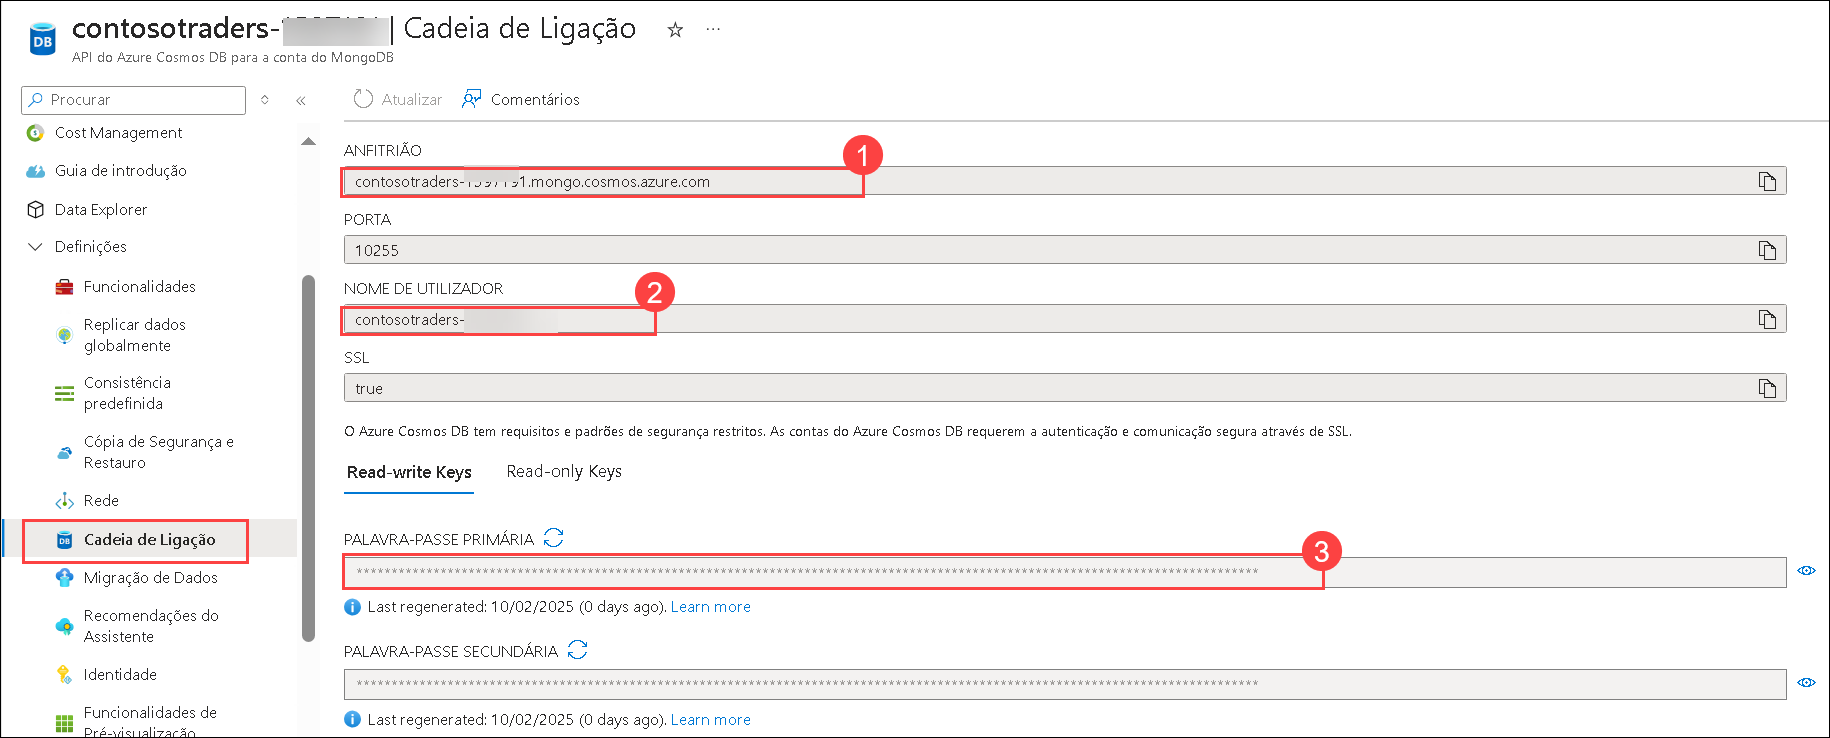 contosotraders- | Cadeia de Ligação
API do Azure Cosmos DB para a conta do MongoDB
Procurar
Atualizar
Comentários
Cost Management
Guia de introdução
Data Explorer
Definições
Funcionalidades
Replicar dados
globalmente
Consistência
predefinida
Cópia de Segurança e
Restauro
Rede
Cadeia de Ligação
Migração de Dados
Recomendações do
Assistente
Identidade
Funcionalidades de
Pré-visualização
ANFITRIÃO
1
contosotraders-1597191.mongo.cosmos.azure.com
PORTA
10255
NOME DE UTILIZADOR
2
contosotraders-
SSL
true
O Azure Cosmos DB tem requisitos e padrões de segurança restritos. As contas do Azure Cosmos DB requerem a autenticação e comunicação segura através de SSL.
Read-write Keys
Read-only Keys
PALAVRA-PASSE PRIMÁRIA
3
Last regenerated: 10/02/2025 (0 days ago). Learn more
PALAVRA-PASSE SECUNDÁRIA
Last regenerated: 10/02/2025 (0 days ago). Learn more